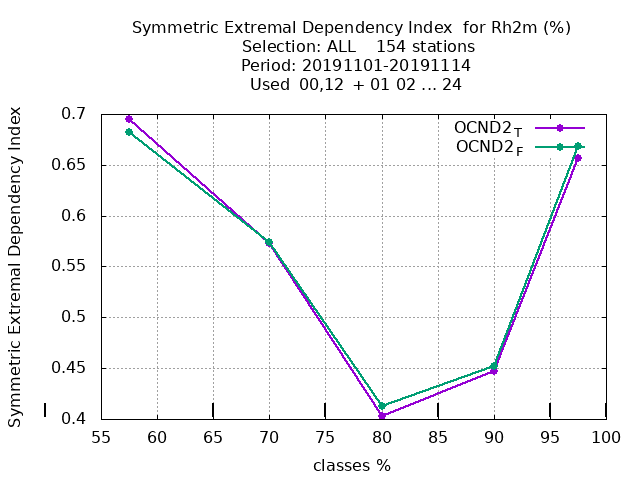 Symmetric Extremal Dependency Index  for Rh2m (%)
Selection: ALL    154 stations
Period: 20191101-20191114
Used  00,12  + 01 02 ... 24
OCND2T
OCND2F
Symmetric Extremal Dependency Index
0.7
0.65
0.6
0.55
0.5
0.45
0.4
55 60 65 70 75 80 85 90 95 100
classes %